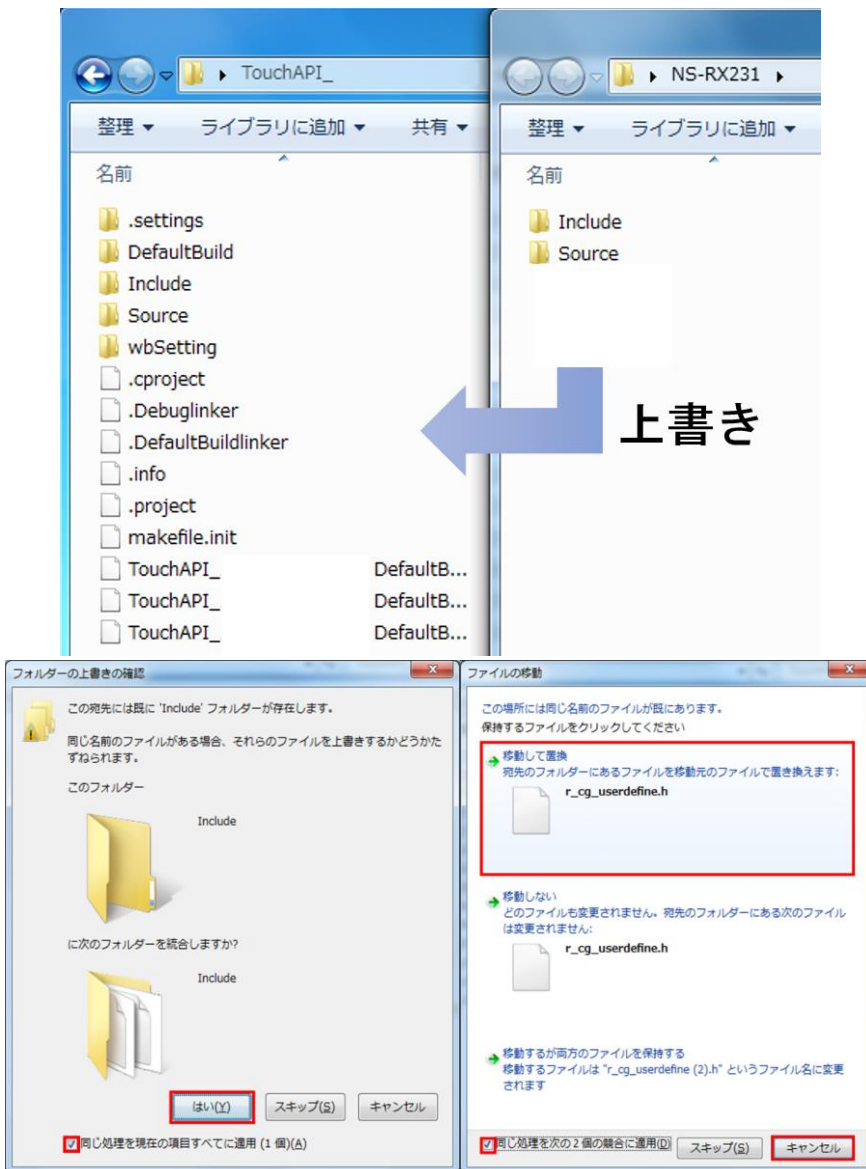 TouchAPI_
整理 ライブラリに追加 共有
名前
.settings
DefaultBuild
Include
Source
wbSetting
.cproject
.Debuglinker
.DefaultBuildlinker
.info
.project
makefile.init
TouchAPI_ DefaultB...
TouchAPI_ DefaultB...
TouchAPI_ DefaultB...
NS-RX231
整理 ライブラリに追加
名前
Include
Source
上書き
フォルダーの上書きの確認
この宛先には既に 'Include' フォルダーが存在します。
同じ名前のファイルがある場合、それらのファイルを上書きするかどうかた
ずねられます。
このフォルダー
Include
に次のフォルダーを統合しますか?
Include
はい(Y) スキップ(S) キャンセル
同じ処理を現在の項目すべてに適用 (1 個)(A)
ファイルの移動
この場所には同じ名前のファイルが既にあります。
保持するファイルをクリックしてください
移動して置換
宛先のフォルダーにあるファイルを移動元のファイルで置き換えます:
r_cg_userdefine.h
移動しない
どのファイルも変更されません。宛先のフォルダーにある次のファイル
は変更されません:
r_cg_userdefine.h
移動するが両方のファイルを保持する
移動するファイルは "r_cg_userdefine (2).h" というファイル名に変更
されます
同じ処理を次の 2 個の競合に適用(D) スキップ(S) キャンセル